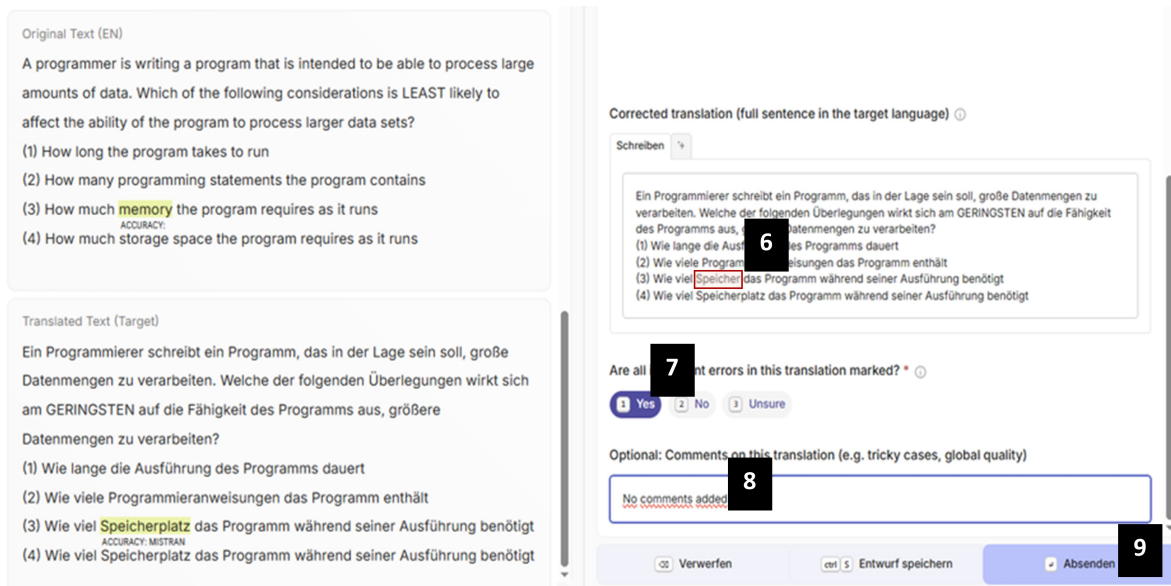 Original Text (EN)
A programmer is writing a program that is intended to be able to process large
amounts of data. Which of the following considerations is LEAST likely to
affect the ability of the program to process larger data sets?
(1) How long the program takes to run
(2) How many programming statements the program contains
(3) How much memory the program requires as it runs
ACCURACY:
(4) How much storage space the program requires as it runs
Translated Text (Target)
Ein Programmierer schreibt ein Programm, das in der Lage sein soll, große
Datenmengen zu verarbeiten. Welche der folgenden Überlegungen wirkt sich
am GERINGSTEN auf die Fähigkeit des Programms aus, größere
Datenmengen zu verarbeiten?
(1) Wie lange die Ausführung des Programms dauert
(2) Wie viele Programmieranweisungen das Programm enthält
(3) Wie viel Speicherplatz das Programm während seiner Ausführung benötigt
ACCURACY: MISTRAN
(4) Wie viel Speicherplatz das Programm während seiner Ausführung benötigt
Corrected translation (full sentence in the target language)
Schreiben
Ein Programmierer schreibt ein Programm, das in der Lage sein soll, große Datenmengen zu
verarbeiten. Welche der folgenden Überlegungen wirkt sich am GERINGSTEN auf die Fähigkeit
des Programms aus, Datenmengen zu verarbeiten?
(1) Wie lange die des Programms dauert
(2) Wie viele das Programm enthält
(3) Wie viel Speicher das Programm während seiner Ausführung benötigt
(4) Wie viel Speicherplatz das Programm während seiner Ausführung benötigt
6
Are all errors in this translation marked? *
7
1 Yes 2 No 3 Unsure
Optional: Comments on this translation (e.g. tricky cases, global quality)
8
No comments added
9
Verwerfen
ctrl S Entwurf speichern
Absenden